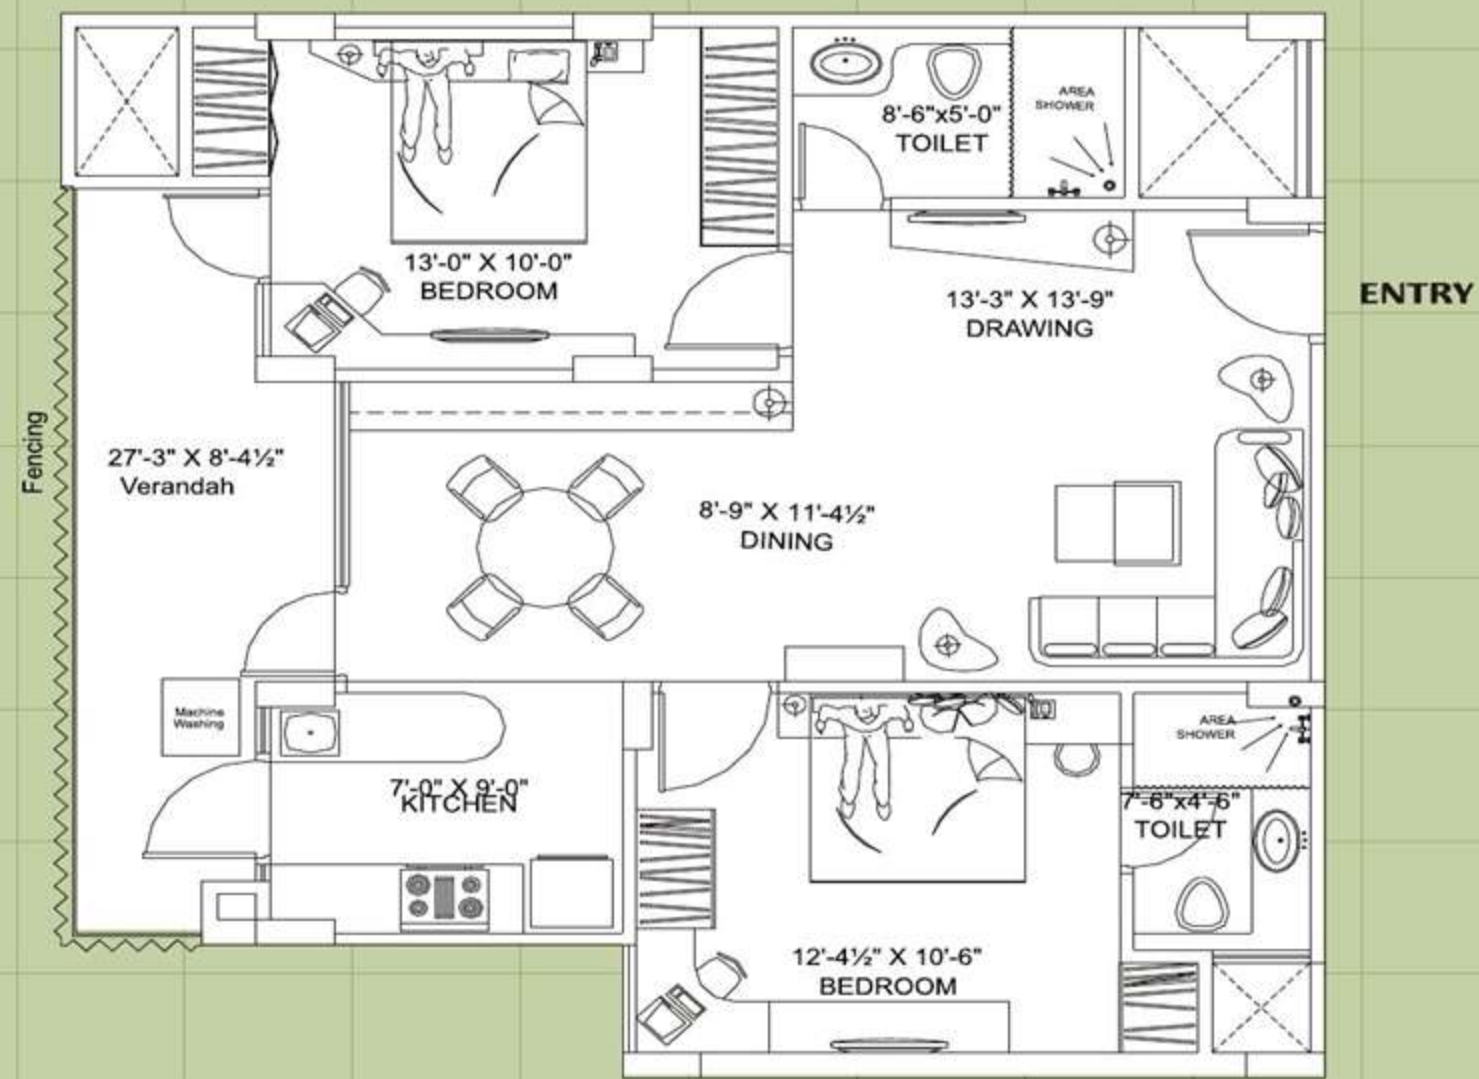 AREA
SHOWER
8'-6"x5'-0"
TOILET
13'-0" X 10'-0"
BEDROOM
13'-3" X 13'-9"
DRAWING
ENTRY
Fencing
27'-3" X 8'-4½"
Verandah
8'-9" X 11'-4½"
DINING
Machine
Washing
7'-0" X 9'-0"
KITCHEN
AREA
SHOWER
7'-6"x4'-6"
TOILET
12'-4½" X 10'-6"
BEDROOM